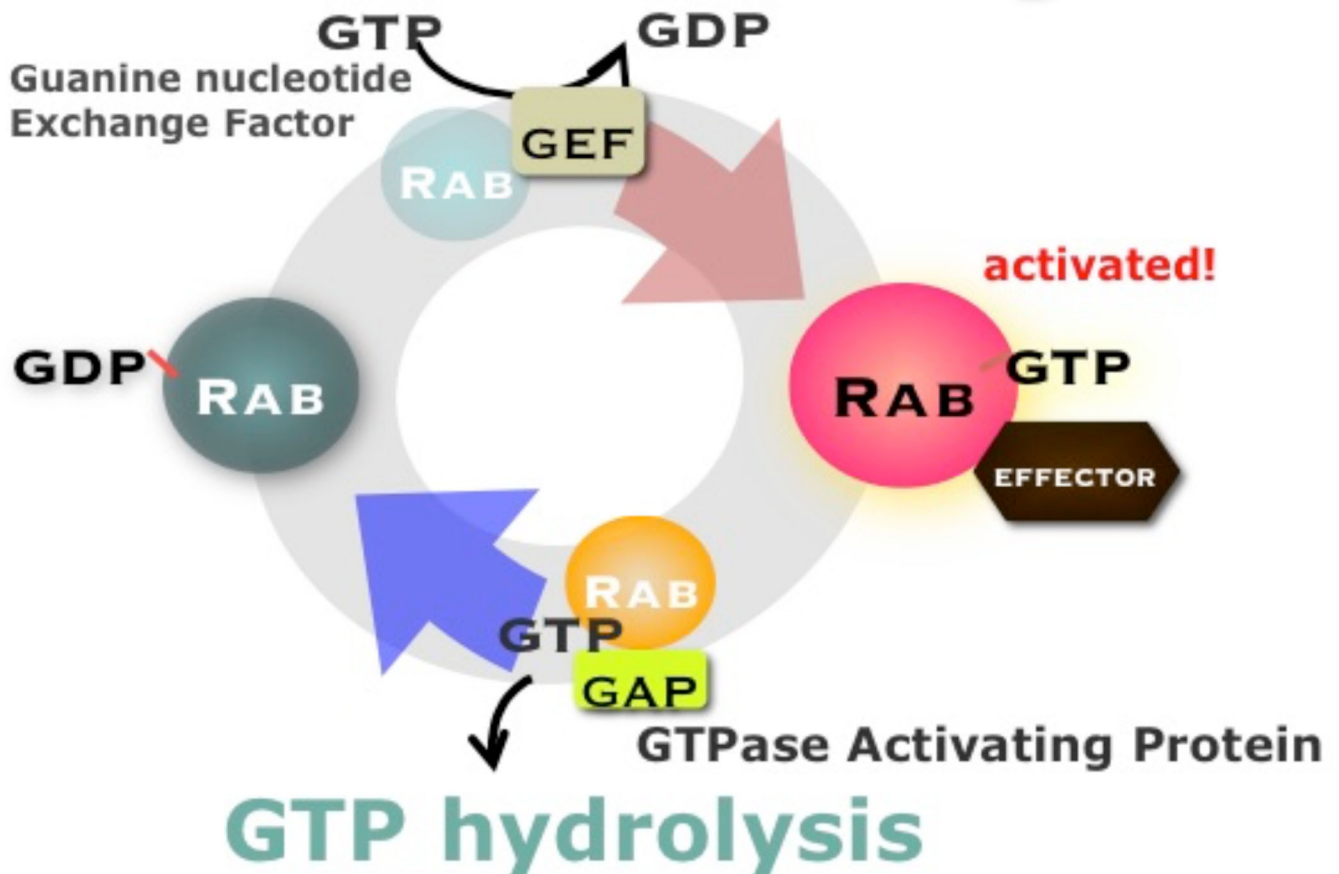 GTP
GDP
Guanine nucleotide
Exchange Factor
GEF
RAB
activated!
GDP
RAB
RAB
GTP
EFFECTOR
RAB
GTP
GAP
GTPase Activating Protein
GTP hydrolysis